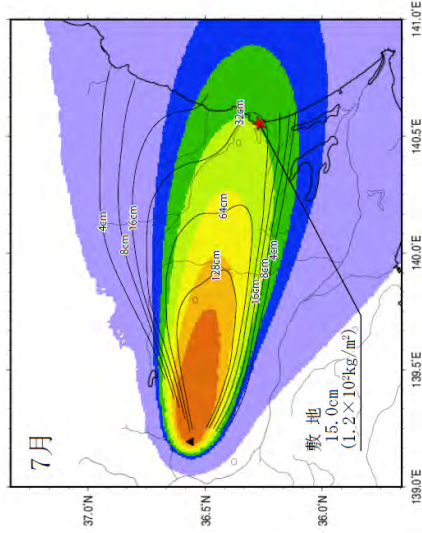 7月
141.0°E
140.5°E
140.0°E
139.5°E
139.0°E
37.0°N
36.5°N
36.0°N
4cm
8cm
16cm
32cm
64cm
128cm
16cm
8cm
4cm
敷 地
15.0cm
(1.2×10²kg/m²)